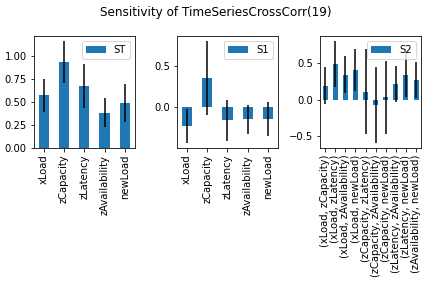 Sensitivity of TimeSeriesCrossCorr(19)
ST
1.00
0.75
0.50
0.25
0.00
xLoad
zCapacity
zLatency
zAvailability
newLoad
S1
0.5
0.0
xLoad
zCapacity
zLatency
zAvailability
newLoad
S2
0.5
0.0
−0.5
(xLoad, zCapacity)
(xLoad, zLatency)
(xLoad, zAvailability)
(xLoad, newLoad)
(zCapacity, zLatency)
(zCapacity, zAvailability)
(zCapacity, newLoad)
(zLatency, zAvailability)
(zLatency, newLoad)
(zAvailability, newLoad)